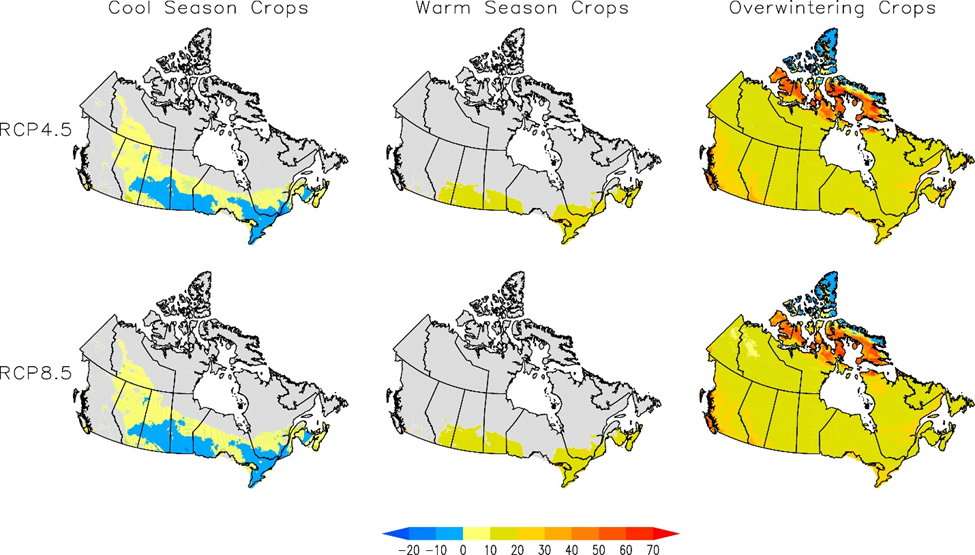 Cool Season Crops Warm Season Crops Overwintering Crops
RCP4.5
RCP8.5
−20 −10 0 10 20 30 40 50 60 70